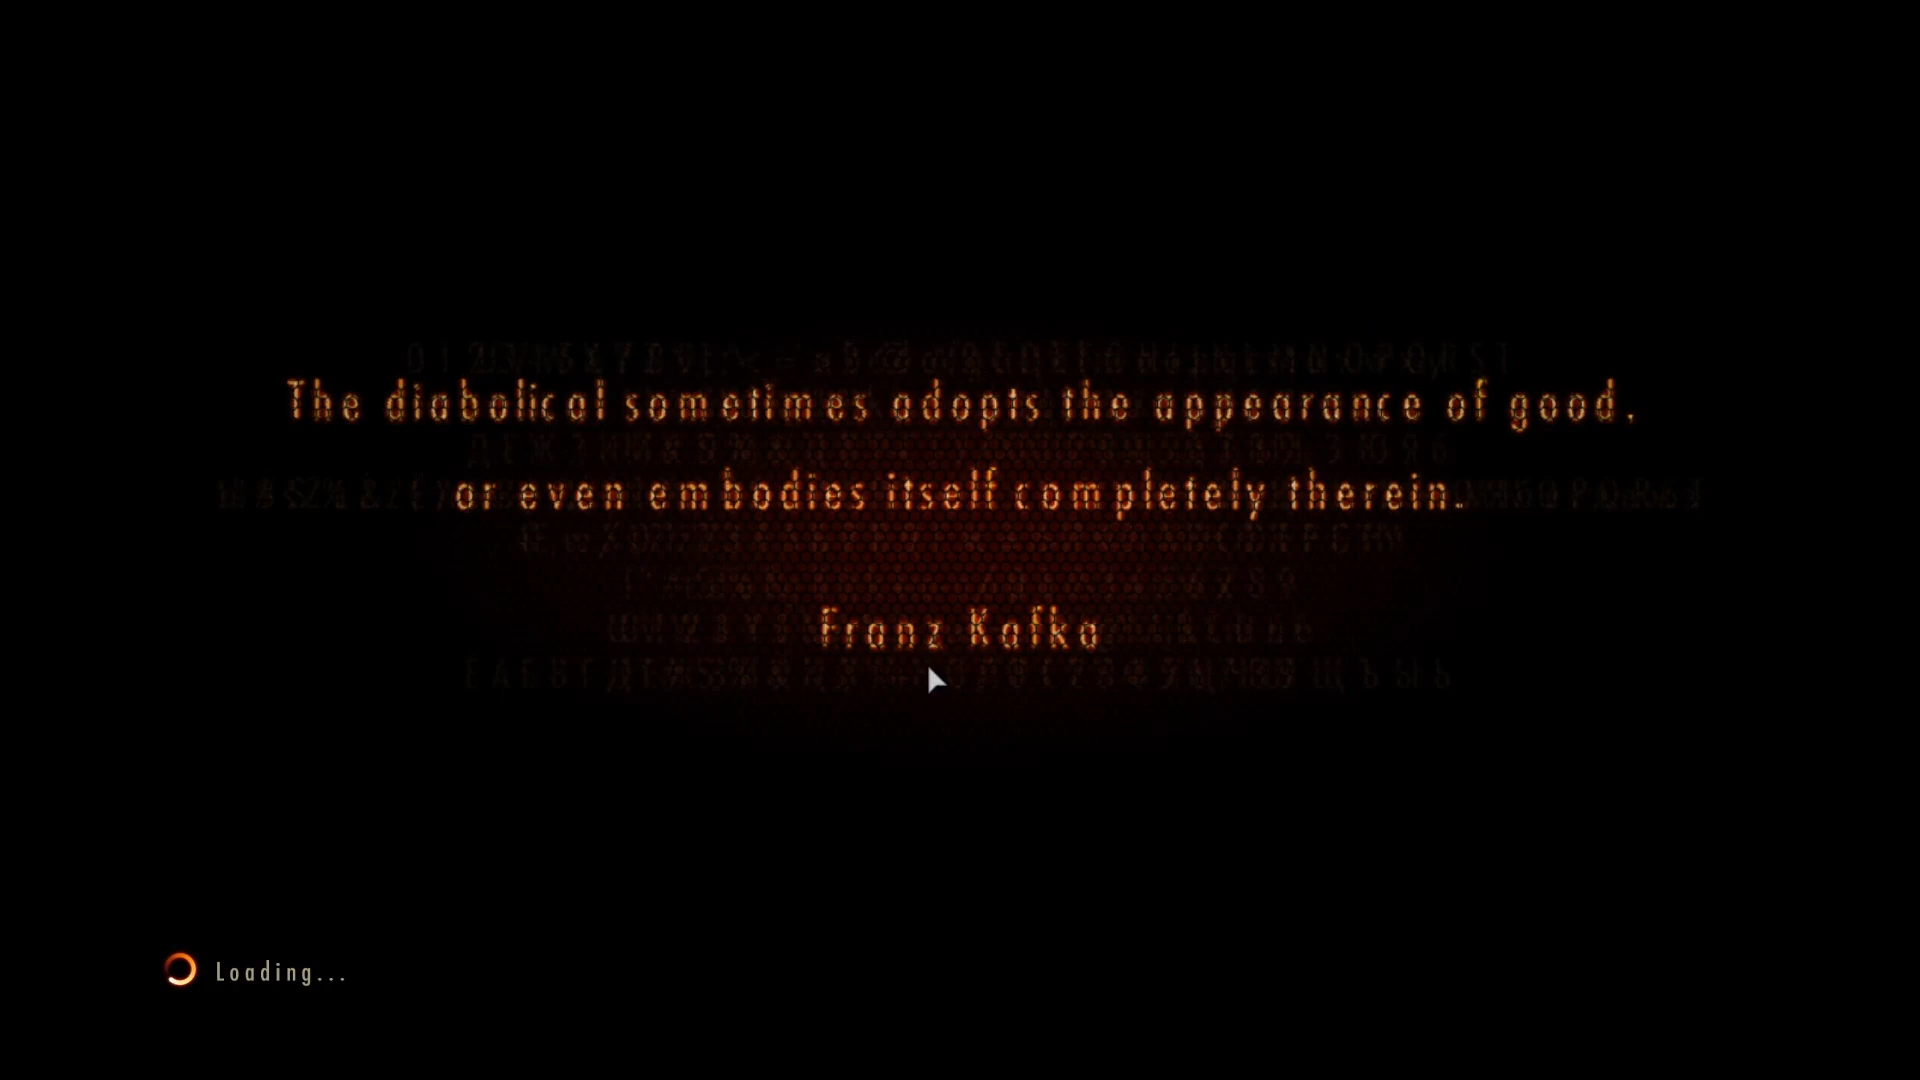 The diabolical sometimes adopts the appearance of good,
or even embodies itself completely therein.
Franz Kafka
Loading...